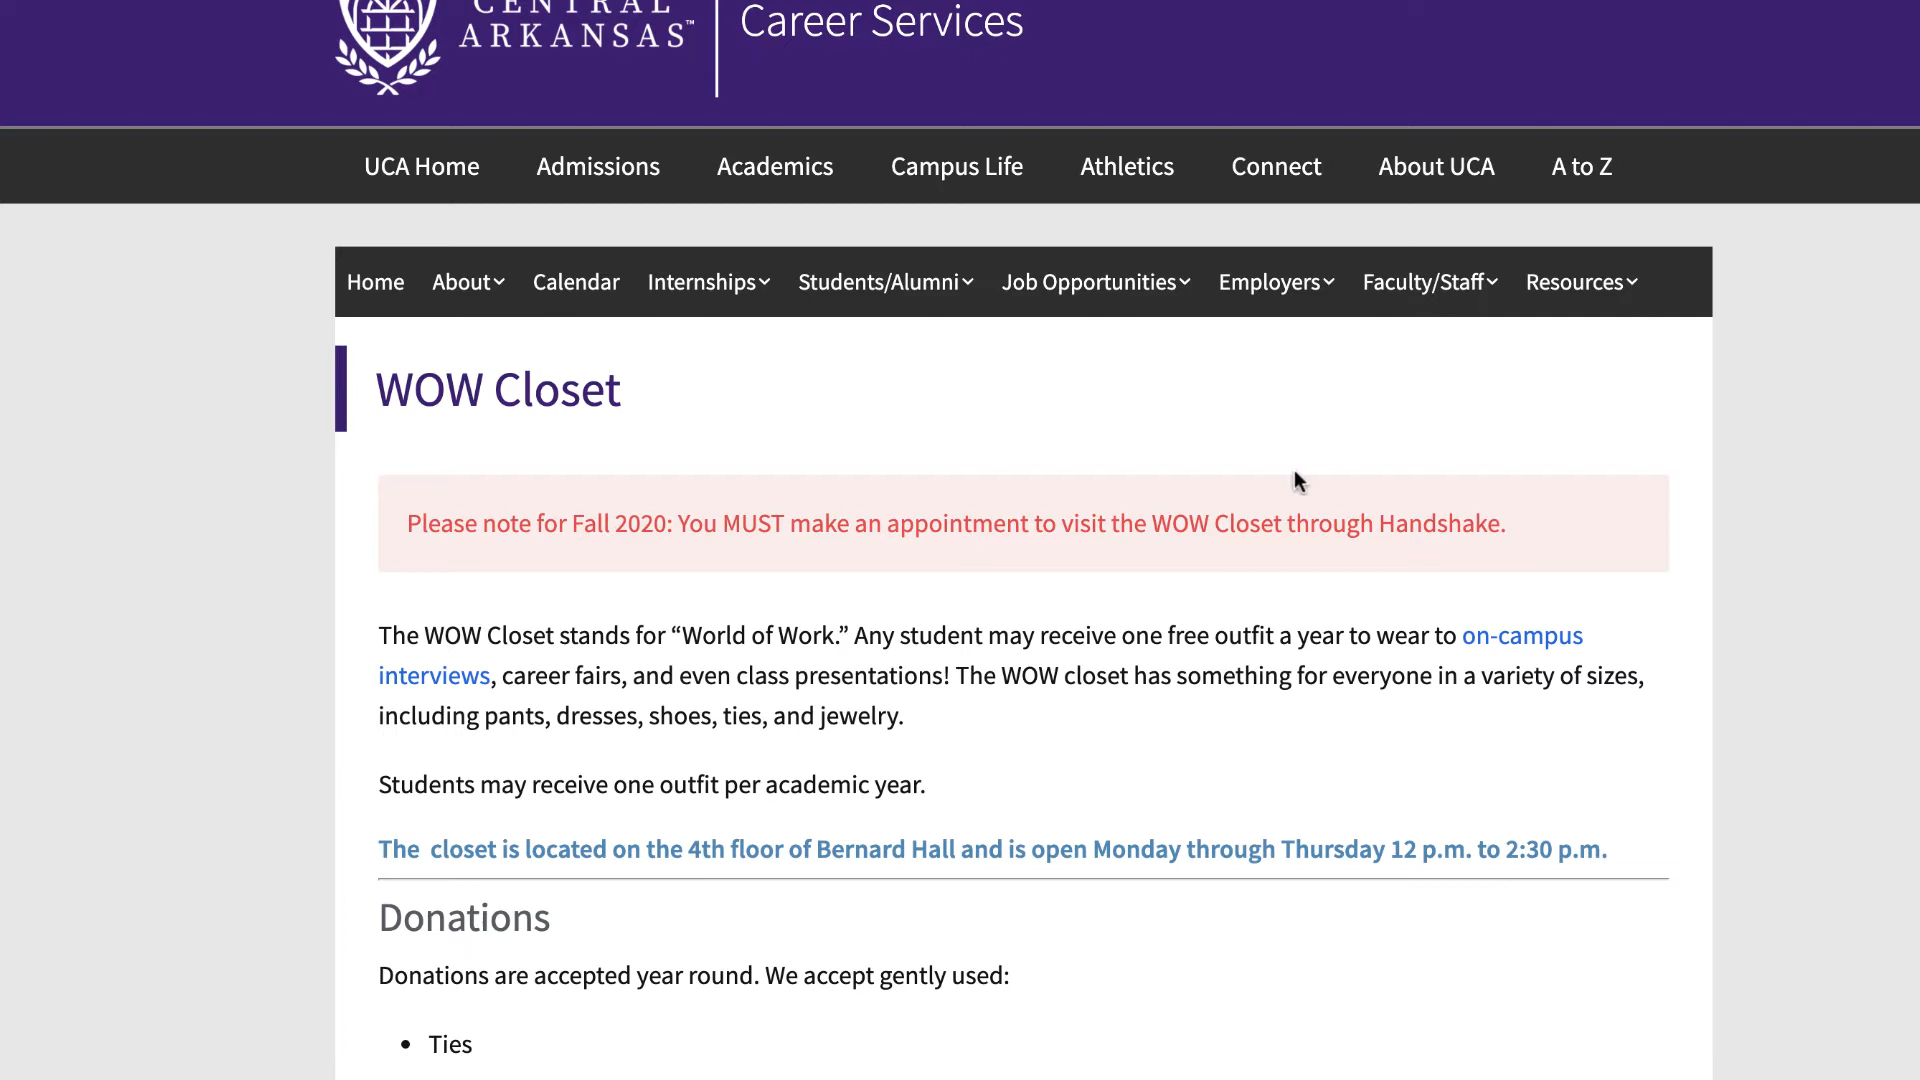 CENTRAL
ARKANSAS™
Career Services
UCA Home Admissions Academics Campus Life Athletics Connect About UCA A to Z
Home About Calendar Internships Students/Alumni Job Opportunities Employers Faculty/Staff Resources
WOW Closet
Please note for Fall 2020: You MUST make an appointment to visit the WOW Closet through Handshake.
The WOW Closet stands for “World of Work.” Any student may receive one free outfit a year to wear to on-campus
interviews, career fairs, and even class presentations! The WOW closet has something for everyone in a variety of sizes,
including pants, dresses, shoes, ties, and jewelry.
Students may receive one outfit per academic year.
The closet is located on the 4th floor of Bernard Hall and is open Monday through Thursday 12 p.m. to 2:30 p.m.
Donations
Donations are accepted year round. We accept gently used:
• Ties